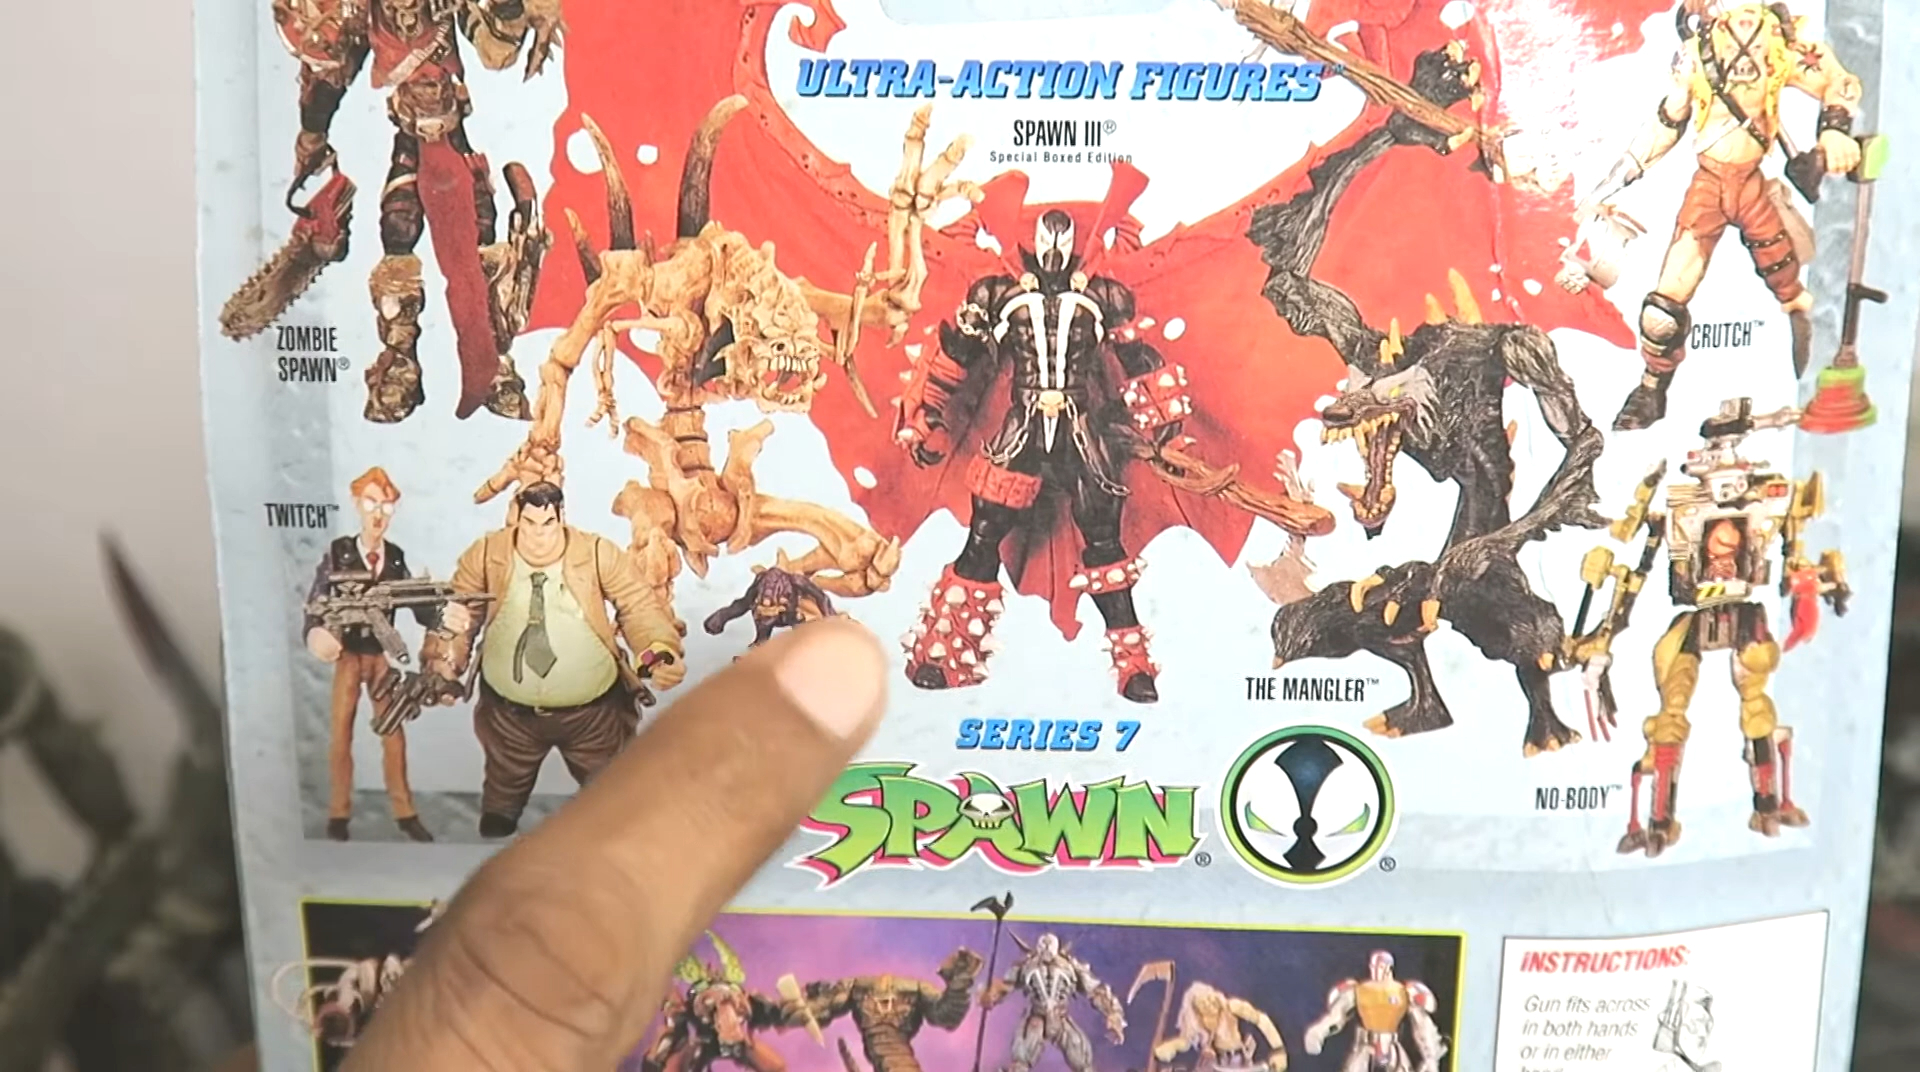 ULTRA-ACTION FIGURES™
SPAWN III®
Special Boxed Edition
ZOMBIE
SPAWN®
CRUTCH™
TWITCH™
THE MANGLER™
SERIES 7
SPAWN®
®
NO-BODY™
INSTRUCTIONS:
Gun fits across
in both hands
or in either